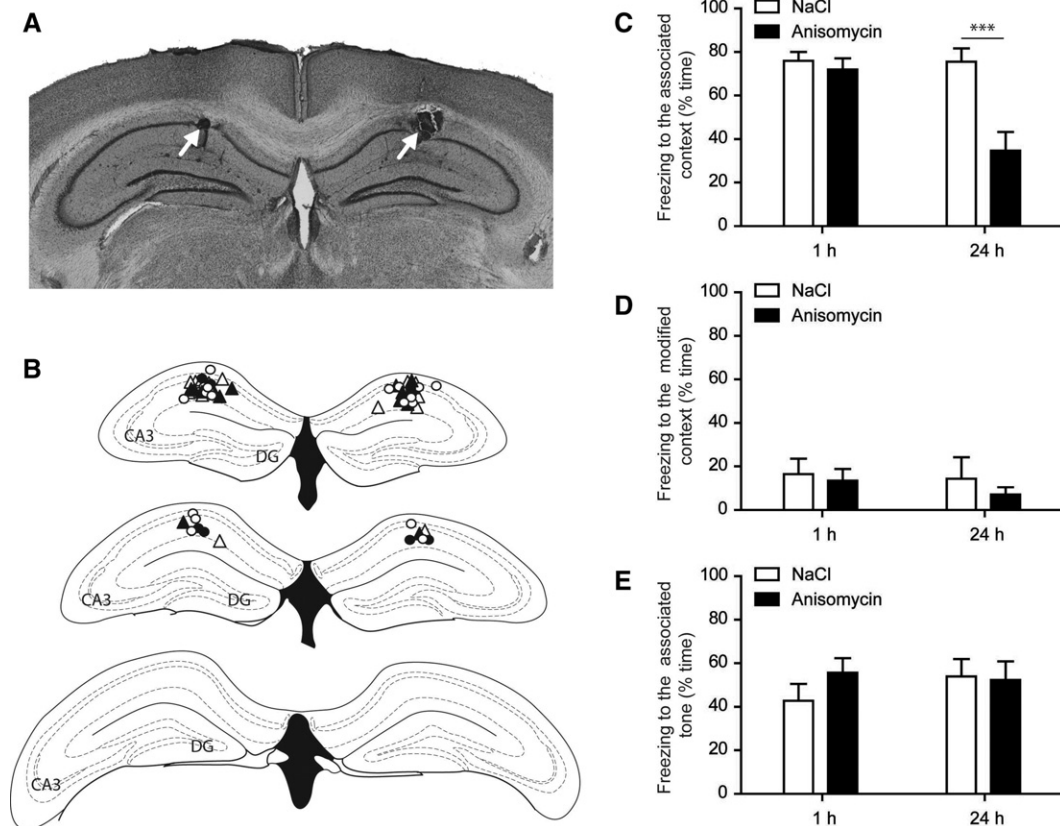 A
B
CA3
DG
CA3
DG
CA3
DG
C
NaCl
Anisomycin
***
Freezing to the associated
context (% time)
100
80
60
40
20
0
1 h
24 h
D
NaCl
Anisomycin
Freezing to the modified
context (% time)
100
80
60
40
20
0
1 h
24 h
E
NaCl
Anisomycin
Freezing to the associated
tone (% time)
100
80
60
40
20
0
1 h
24 h